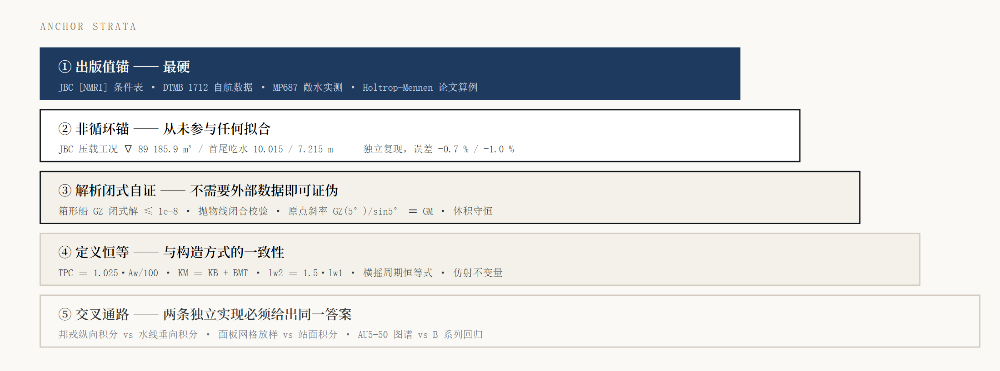 ANCHOR STRATA
① 出版值锚 —— 最硬
JBC [NMRI] 条件表 • DTMB 1712 自航数据 • MP687 敞水实测 • Holtrop-Mennen 论文算例
② 非循环锚 —— 从未参与任何拟合
JBC 压载工况 ∇ 89 185.9 m³ / 首尾吃水 10.015 / 7.215 m —— 独立复现，误差 −0.7 % / −1.0 %
③ 解析闭式自证 —— 不需要外部数据即可证伪
箱形船 GZ 闭式解 ≤ 1e-8 • 抛物线闭合校验 • 原点斜率 GZ(5°)/sin5° ≡ GM • 体积守恒
④ 定义恒等 —— 与构造方式的一致性
TPC ≡ 1.025·Aw/100 • KM ≡ KB + BMT • lw2 ≡ 1.5·lw1 • 横摇周期恒等式 • 仿射不变量
⑤ 交叉通路 —— 两条独立实现必须给出同一答案
邦戎纵向积分 vs 水线垂向积分 • 面板网格放样 vs 站面积分 • AU5-50 图谱 vs B 系列回归